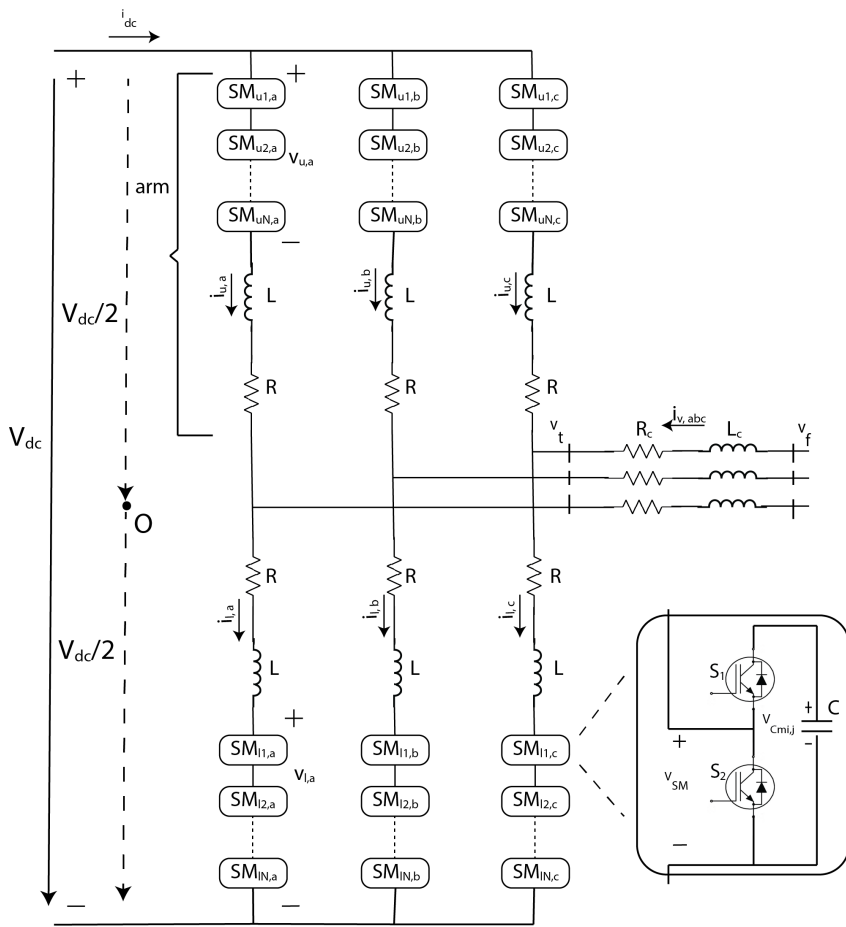 i_dc
+ +
SM_u1,a SM_u1,b SM_u1,c
SM_u2,a SM_u2,b SM_u2,c
v_u,a
arm
SM_uN,a SM_uN,b SM_uN,c
−
i_u,a L i_u,b L i_u,c L
V_dc/2
R R R
V_dc
v_t R_c i_v,abc L_c v_f
O
R R R
i_l,a i_l,b i_l,c
V_dc/2
L L L
+
SM_l1,a SM_l1,b SM_l1,c
v_l,a
SM_l2,a SM_l2,b SM_l2,c
SM_lN,a SM_lN,b SM_lN,c
− − −
S_1
V_Cmi,j + C
−
+
V_SM
S_2
−